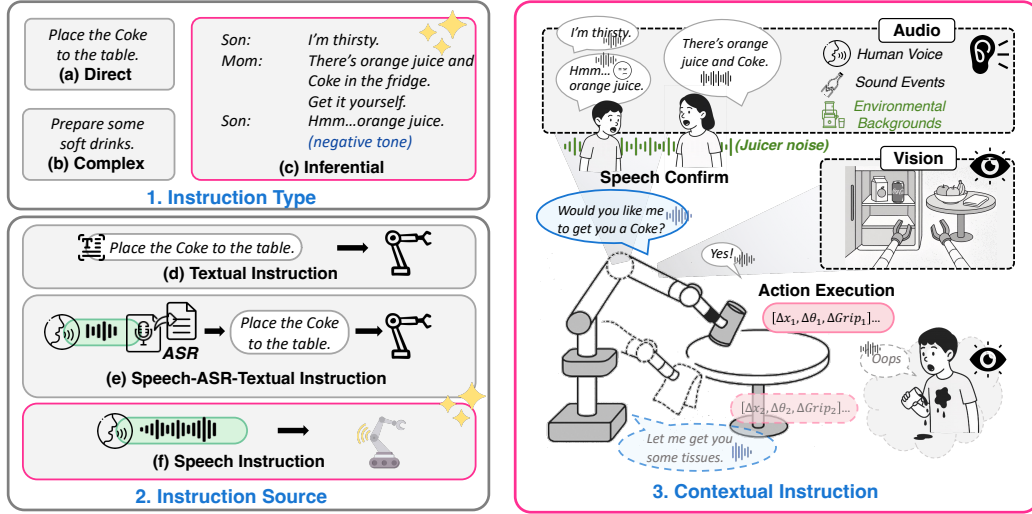 Place the Coke
to the table.
(a) Direct
Prepare some
soft drinks.
(b) Complex
Son: I'm thirsty.
Mom: There's orange juice and
Coke in the fridge.
Get it yourself.
Son: Hmm...orange juice.
(negative tone)
(c) Inferential
1. Instruction Type
T Place the Coke to the table.
(d) Textual Instruction
ASR
Place the Coke
to the table.
(e) Speech-ASR-Textual Instruction
(f) Speech Instruction
2. Instruction Source
I'm thirsty.
Hmm...
orange juice.
There's orange
juice and Coke.
Audio
Human Voice
Sound Events
Environmental
Backgrounds
(Juicer noise)
Speech Confirm
Vision
Would you like me
to get you a Coke?
Yes!
Action Execution
[Δx₁, Δθ₁, ΔGrip₁]...
Oops
[Δx₂, Δθ₂, ΔGrip₂]...
Let me get you
some tissues.
3. Contextual Instruction